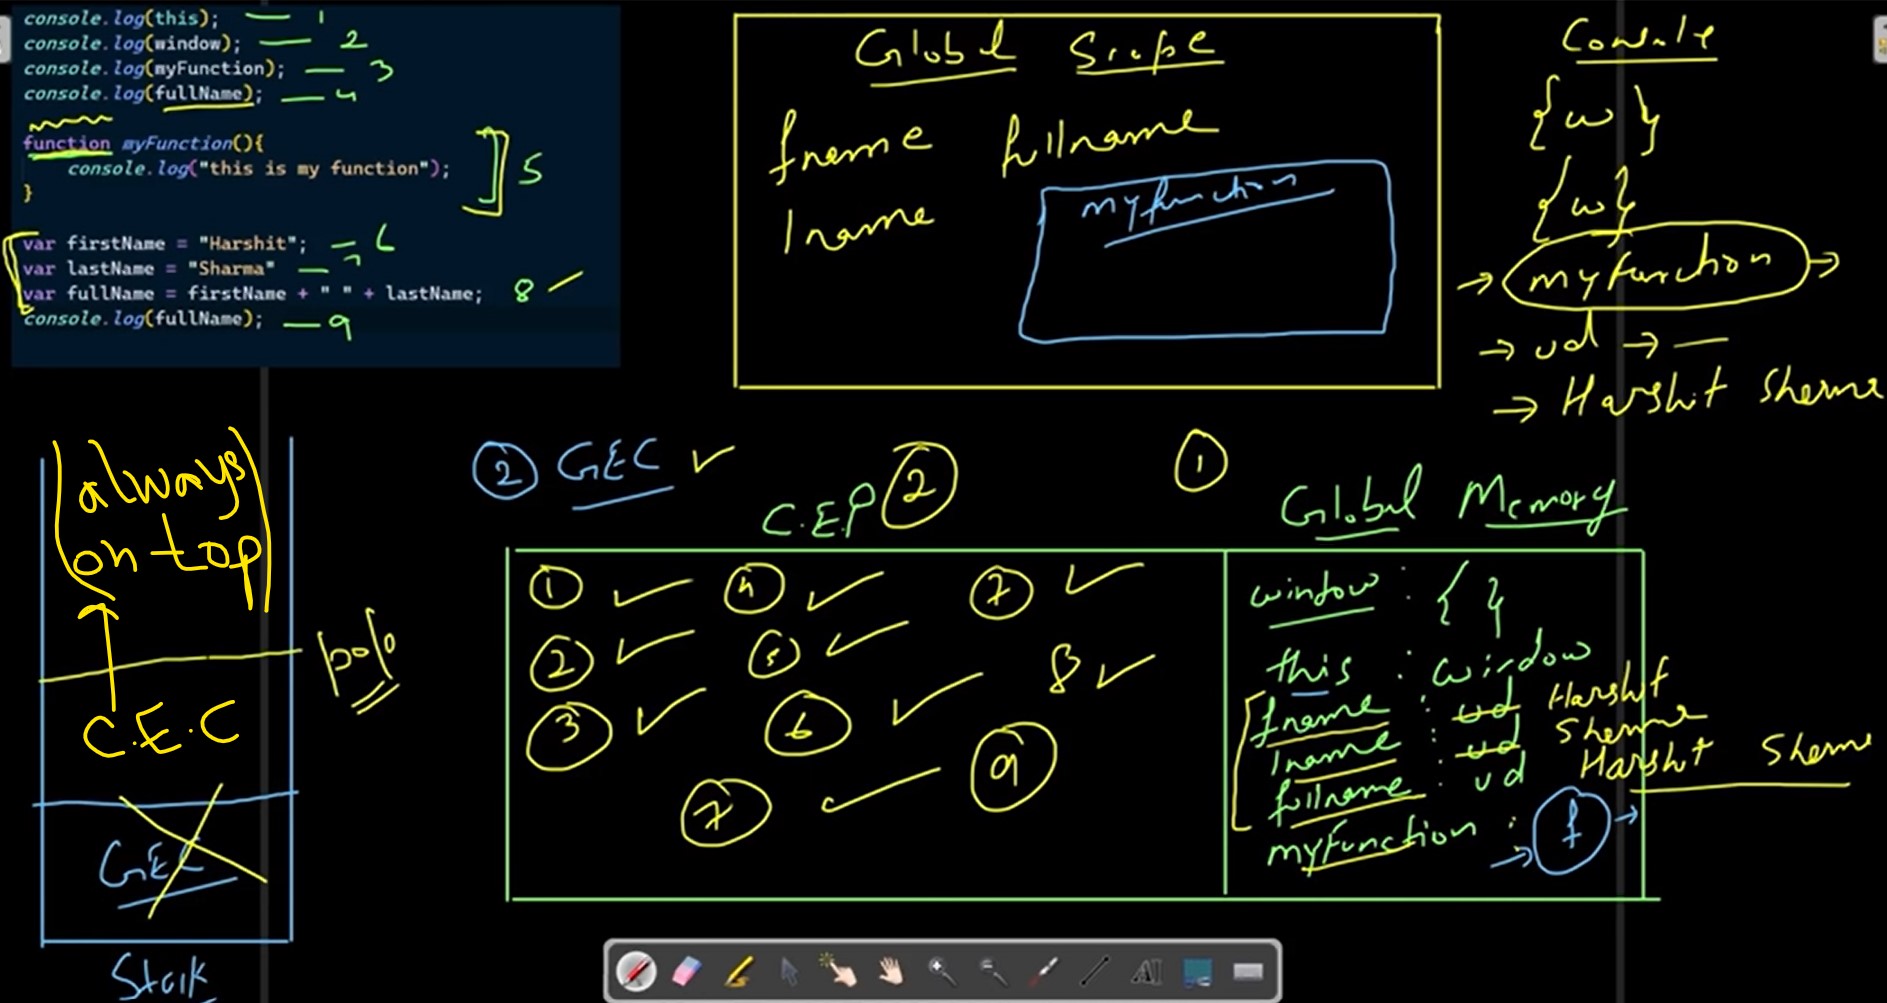 console.log(this); 1
console.log(window); 2
console.log(myFunction); 3
console.log(fullName); 4
function myFunction(){
console.log("this is my function");
} 5
var firstName = "Harshit"; 6
var lastName = "Sharma" 7
var fullName = firstName + " " + lastName; 8
console.log(fullName); 9
Global Scope
fname fullname
lname
myfunction
Console
{w}
{w}
myfunction
ud
Harshit Sharma
always
on top
C.E.C
GEC
Stack
2 GEC
C.E.P 2
1
Global Memory
1 4 7
2 5 8
3 6 9
7
window : { }
this : window
fname : ud Harshit
lname : ud Sharma
fullname : ud Harshit Sharma
myFunction : f
AI